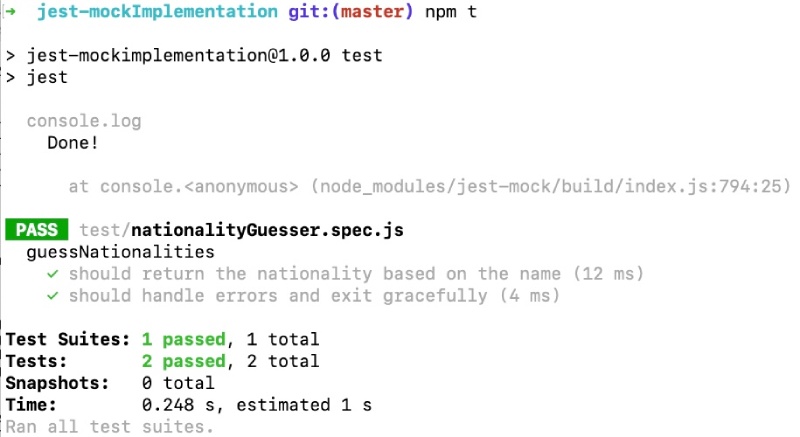 ➜ jest-mockImplementation git:(master) npm t
> jest-mockimplementation@1.0.0 test
> jest
console.log
Done!
at console.<anonymous> (node_modules/jest-mock/build/index.js:794:25)
PASS test/nationalityGuesser.spec.js
guessNationalities
✓ should return the nationality based on the name (12 ms)
✓ should handle errors and exit gracefully (4 ms)
Test Suites: 1 passed, 1 total
Tests: 2 passed, 2 total
Snapshots: 0 total
Time: 0.248 s, estimated 1 s
Ran all test suites.